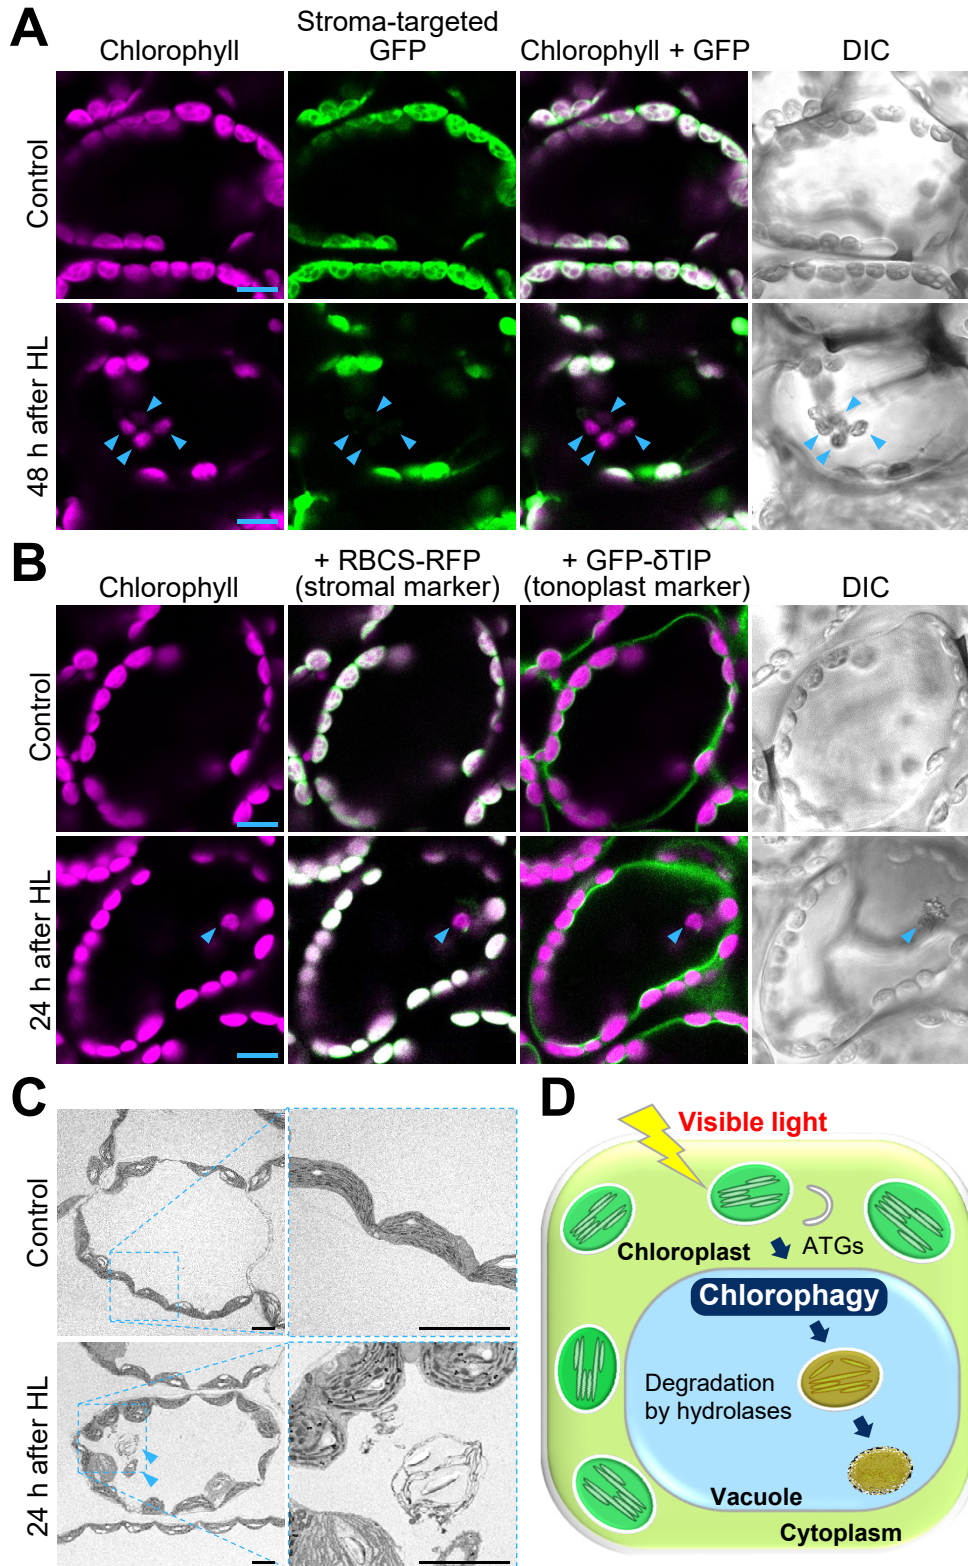 A
Chlorophyll
Stroma-targeted
GFP
Chlorophyll + GFP
DIC
Control
48 h after HL
B
Chlorophyll
+ RBCS-RFP
(stromal marker)
+ GFP-δTIP
(tonoplast marker)
DIC
Control
24 h after HL
C
Control
24 h after HL
D
Visible light
Chloroplast
ATGs
Chlorophagy
Degradation
by hydrolases
Vacuole
Cytoplasm